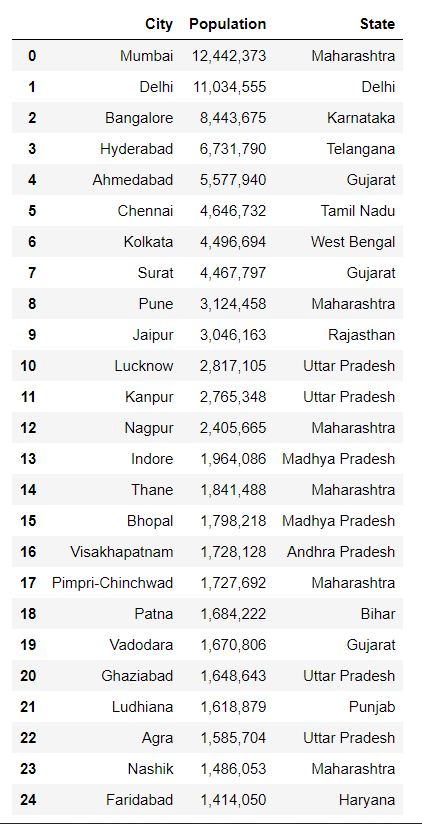 City Population State
0 Mumbai 12,442,373 Maharashtra
1 Delhi 11,034,555 Delhi
2 Bangalore 8,443,675 Karnataka
3 Hyderabad 6,731,790 Telangana
4 Ahmedabad 5,577,940 Gujarat
5 Chennai 4,646,732 Tamil Nadu
6 Kolkata 4,496,694 West Bengal
7 Surat 4,467,797 Gujarat
8 Pune 3,124,458 Maharashtra
9 Jaipur 3,046,163 Rajasthan
10 Lucknow 2,817,105 Uttar Pradesh
11 Kanpur 2,765,348 Uttar Pradesh
12 Nagpur 2,405,665 Maharashtra
13 Indore 1,964,086 Madhya Pradesh
14 Thane 1,841,488 Maharashtra
15 Bhopal 1,798,218 Madhya Pradesh
16 Visakhapatnam 1,728,128 Andhra Pradesh
17 Pimpri-Chinchwad 1,727,692 Maharashtra
18 Patna 1,684,222 Bihar
19 Vadodara 1,670,806 Gujarat
20 Ghaziabad 1,648,643 Uttar Pradesh
21 Ludhiana 1,618,879 Punjab
22 Agra 1,585,704 Uttar Pradesh
23 Nashik 1,486,053 Maharashtra
24 Faridabad 1,414,050 Haryana